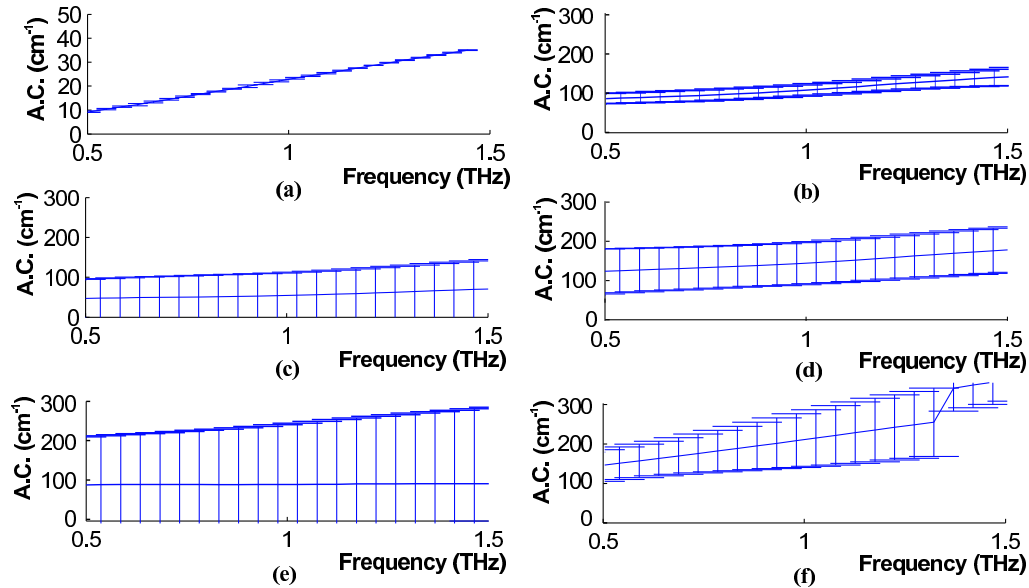 50
40
30
20
10
0
A.C. (cm-1)
0.5 1 1.5
Frequency (THz)
(a)
300
200
100
0
A.C. (cm-1)
0.5 1 1.5
Frequency (THz)
(b)
300
200
100
0
A.C. (cm-1)
0.5 1 1.5
Frequency (THz)
(c)
300
200
100
0
A.C. (cm-1)
0.5 1 1.5
Frequency (THz)
(d)
300
200
100
0
A.C. (cm-1)
0.5 1 1.5
Frequency (THz)
(e)
300
200
100
0
A.C. (cm-1)
0.5 1 1.5
Frequency (THz)
(f)